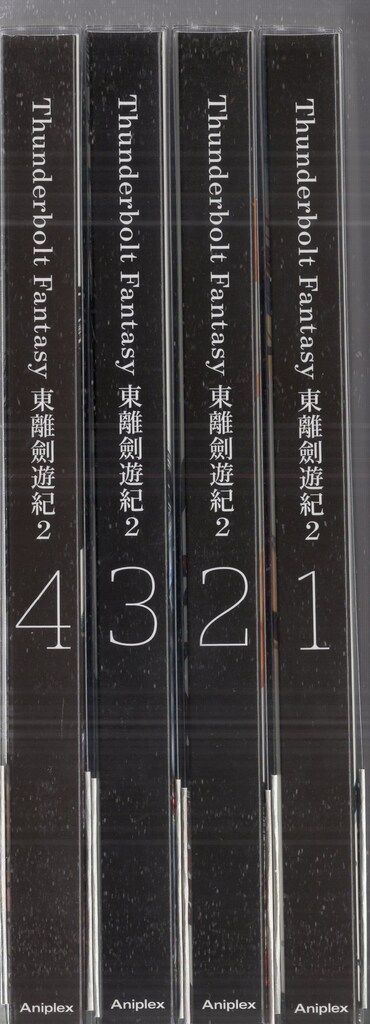 Thunderbolt Fantasy 東離劍遊紀2
4
Aniplex
Thunderbolt Fantasy 東離劍遊紀2
3
Aniplex
Thunderbolt Fantasy 東離劍遊紀2
2
Aniplex
Thunderbolt Fantasy 東離劍遊紀2
1
Aniplex